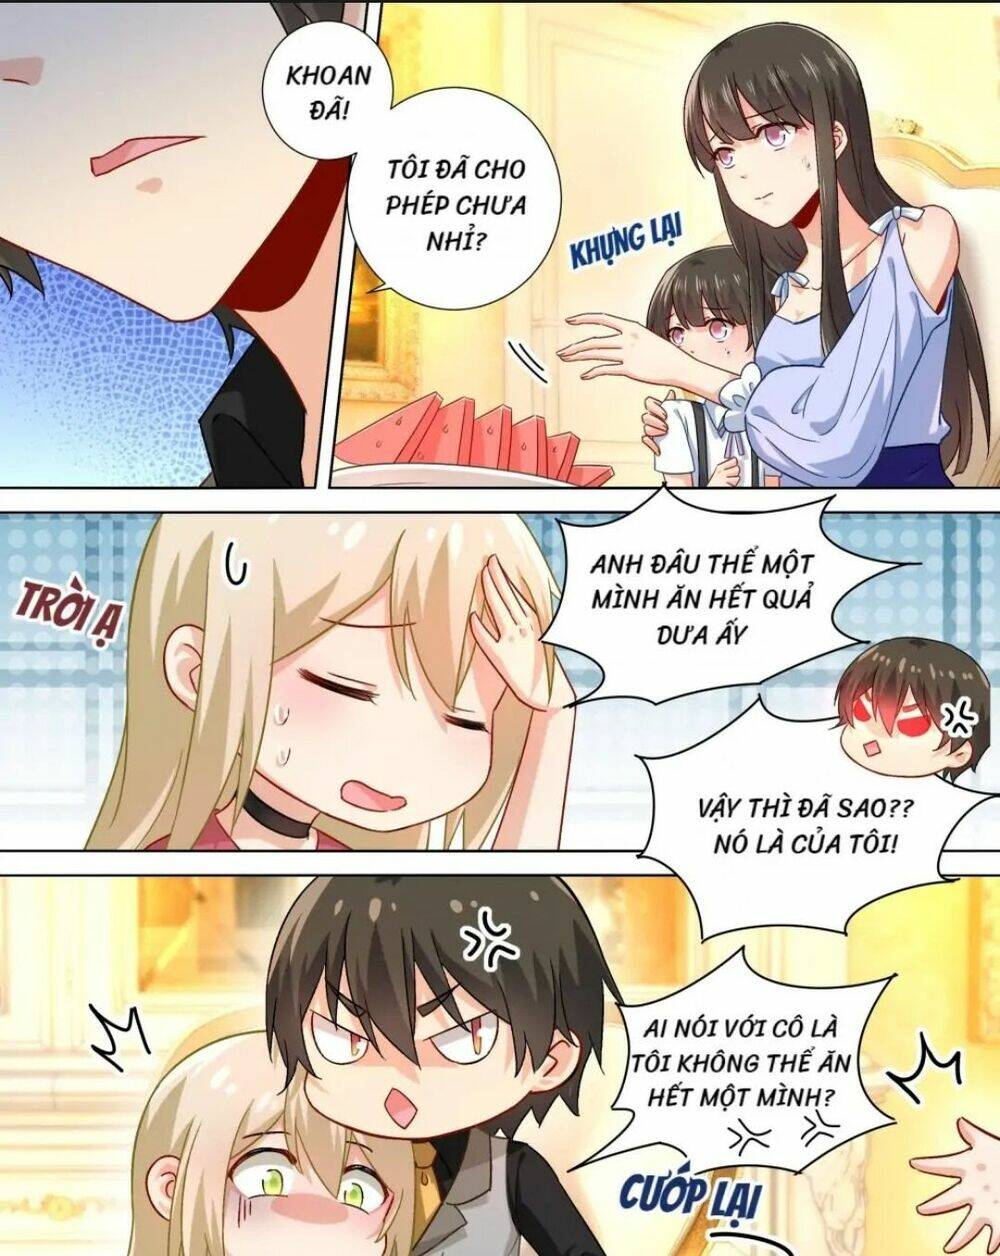 KHOAN
ĐÃ!
TÔI ĐÃ CHO
PHÉP CHƯA
NHỈ?
KHỰNG LẠI
TRỜI Ạ
ANH ĐÂU THỂ MỘT
MÌNH ĂN HẾT QUẢ
DƯA ẤY
VẬY THÌ ĐÃ SAO??
NÓ LÀ CỦA TÔI!
AI NÓI VỚI CÔ LÀ
TÔI KHÔNG THỂ ĂN
HẾT MỘT MÌNH?
CƯỚP LẠI